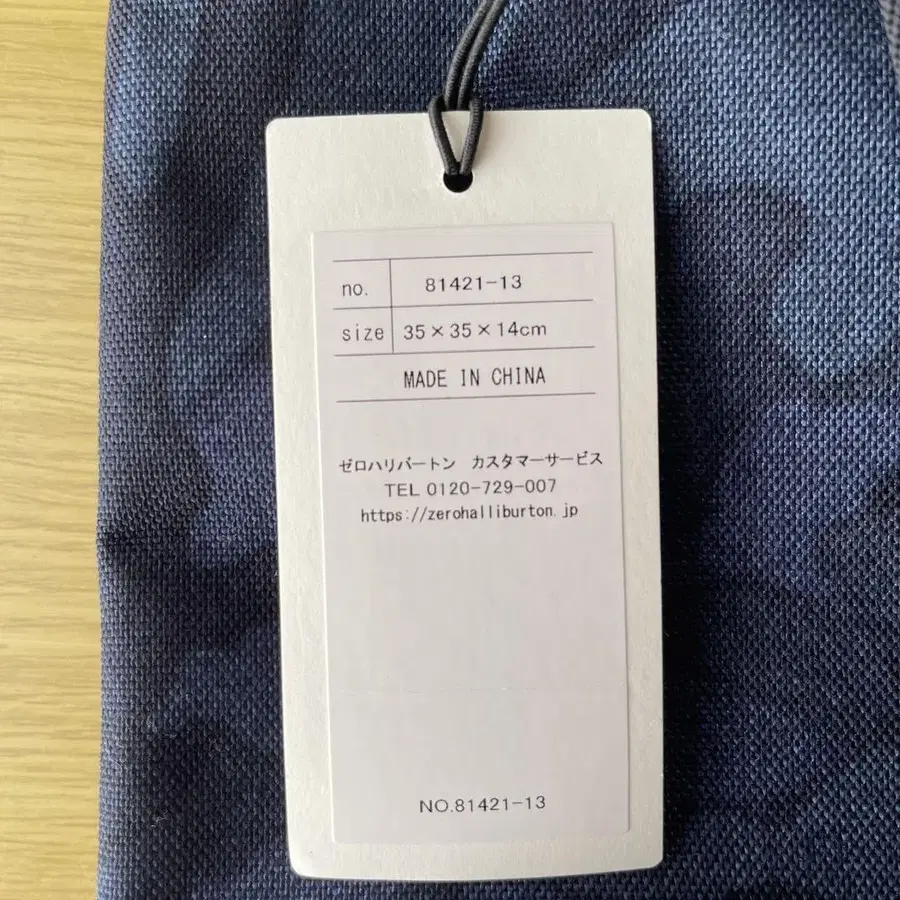 no. 81421-13
size 35×35×14cm
MADE IN CHINA
ゼロハリバートン カスタマーサービス
TEL 0120-729-007
https://zerohalliburton.jp
NO.81421-13